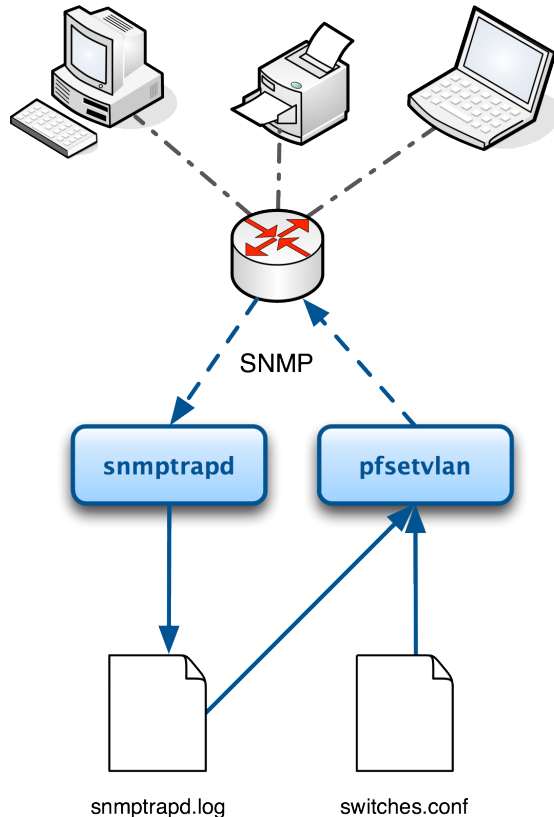 SNMP
snmptrapd
pfsetvlan
snmptrapd.log
switches.conf